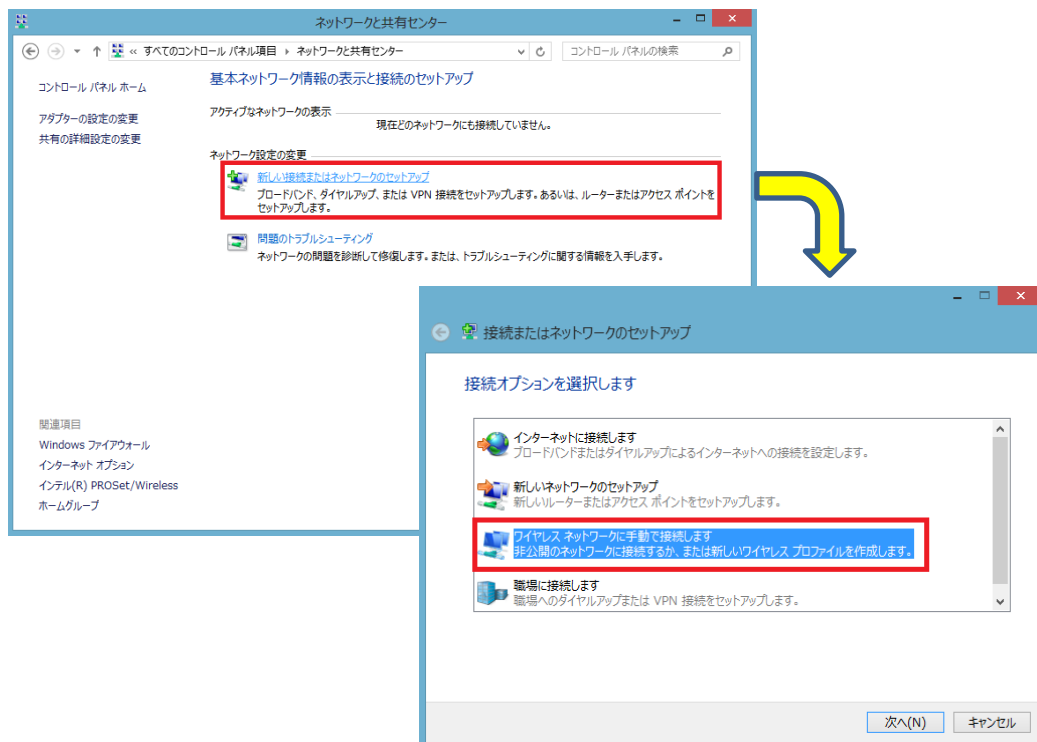 ネットワークと共有センター
« すべてのコントロール パネル項目 ▸ ネットワークと共有センター
コントロール パネルの検索
コントロール パネル ホーム
アダプターの設定の変更
共有の詳細設定の変更
基本ネットワーク情報の表示と接続のセットアップ
アクティブなネットワークの表示
現在どのネットワークにも接続していません。
ネットワーク設定の変更
新しい接続またはネットワークのセットアップ
ブロードバンド、ダイヤルアップ、または VPN 接続をセットアップします。あるいは、ルーターまたはアクセス ポイントを
セットアップします。
問題のトラブルシューティング
ネットワークの問題を診断して修復します。または、トラブルシューティングに関する情報を入手します。
関連項目
Windows ファイアウォール
インターネット オプション
インテル(R) PROSet/Wireless
ホームグループ
接続またはネットワークのセットアップ
接続オプションを選択します
インターネットに接続します
ブロードバンドまたはダイヤルアップによるインターネットへの接続を設定します。
新しいネットワークのセットアップ
新しいルーターまたはアクセス ポイントをセットアップします。
ワイヤレス ネットワークに手動で接続します
非公開のネットワークに接続するか、または新しいワイヤレス プロファイルを作成します。
職場に接続します
職場へのダイヤルアップまたは VPN 接続をセットアップします。
次へ(N)
キャンセル